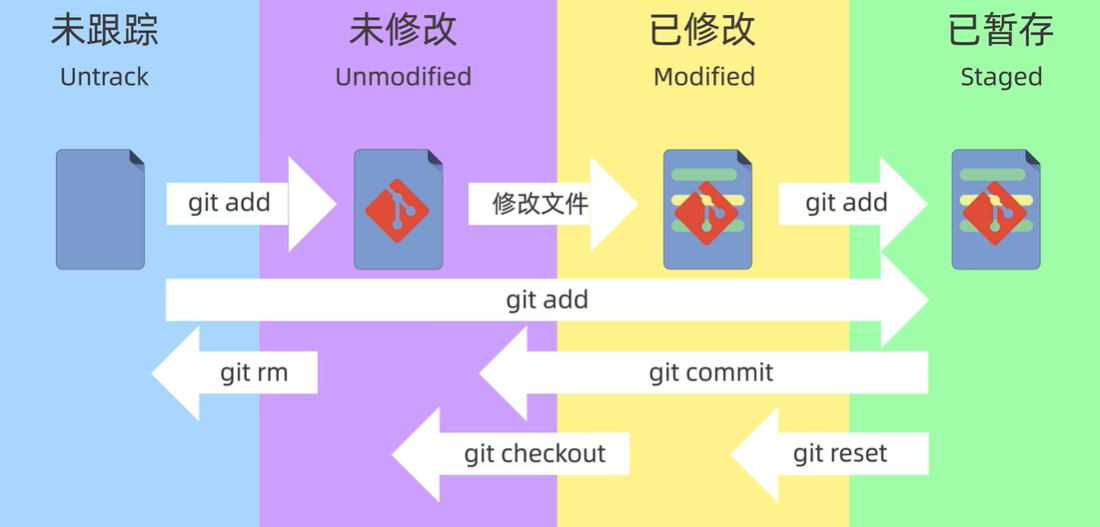 未跟踪
Untrack
未修改
Unmodified
已修改
Modified
已暂存
Staged
git add
修改文件
git add
git add
git rm
git commit
git checkout
git reset